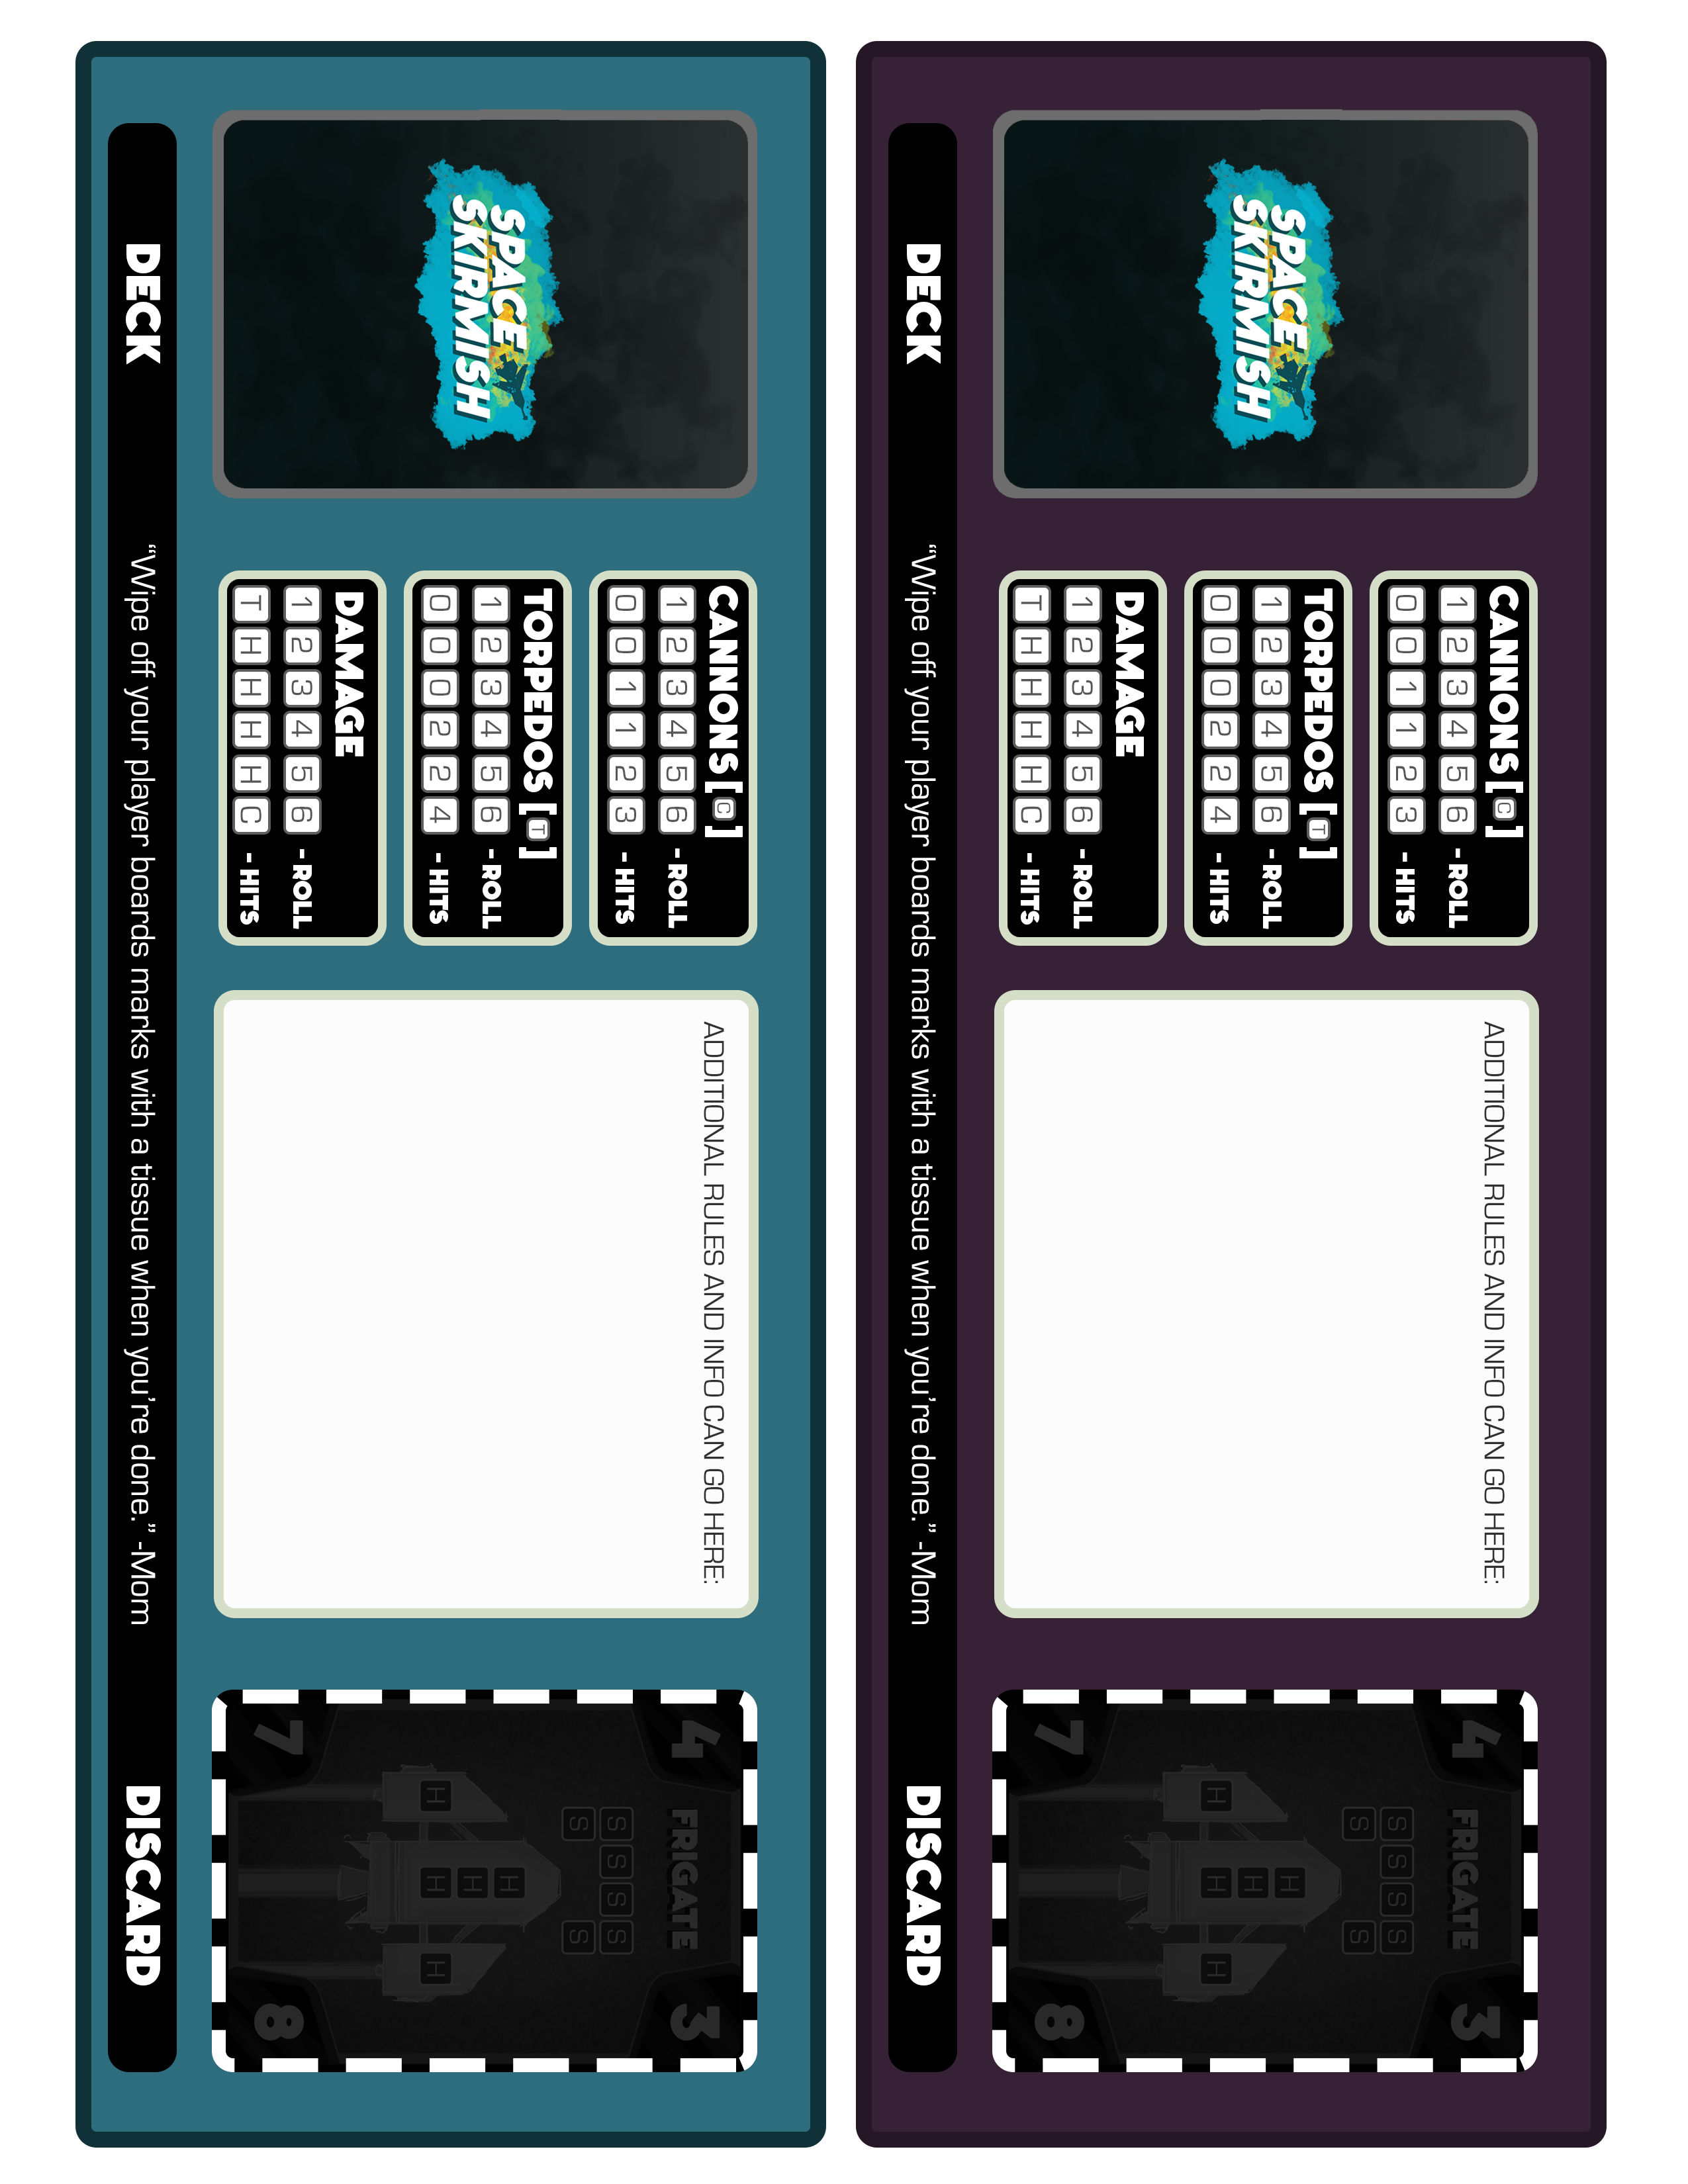 SPACE
SKIRMISH
CANNONS [C]
1 2 3 4 5 6 - ROLL
0 0 1 1 2 3 - HITS
TORPEDOS [T]
1 2 3 4 5 6 - ROLL
0 0 0 2 2 4 - HITS
DAMAGE
1 2 3 4 5 6 - ROLL
T H H H H C - HITS
ADDITIONAL RULES AND INFO CAN GO HERE:
4 FRIGATE 3
S S S S
S S
H
H
H H H
7 8
DECK “Wipe off your player boards marks with a tissue when you’re done.” -Mom DISCARD
SPACE
SKIRMISH
CANNONS [C]
1 2 3 4 5 6 - ROLL
0 0 1 1 2 3 - HITS
TORPEDOS [T]
1 2 3 4 5 6 - ROLL
0 0 0 2 2 4 - HITS
DAMAGE
1 2 3 4 5 6 - ROLL
T H H H H C - HITS
ADDITIONAL RULES AND INFO CAN GO HERE:
4 FRIGATE 3
S S S S
S S
H
H
H H H
7 8
DECK “Wipe off your player boards marks with a tissue when you’re done.” -Mom DISCARD